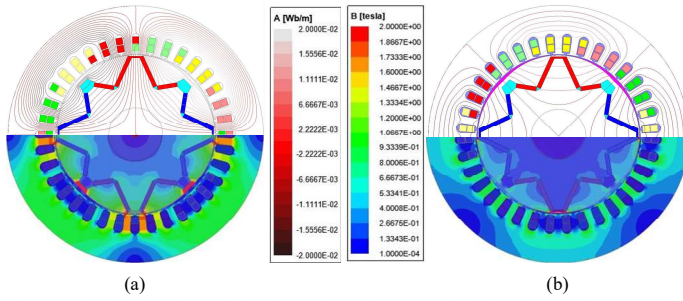 A [Wb/m]
2.0000E-02
1.5556E-02
1.1111E-02
6.6667E-03
2.2222E-03
-2.2222E-03
-6.6667E-03
-1.1111E-02
-1.5556E-02
-2.0000E-02
B [tesla]
2.0000E+00
1.8667E+00
1.7333E+00
1.6000E+00
1.4667E+00
1.3334E+00
1.2000E+00
1.0667E+00
9.3339E-01
8.0006E-01
6.6673E-01
5.3341E-01
4.0008E-01
2.6675E-01
1.3343E-01
1.0000E-04
(a)
(b)